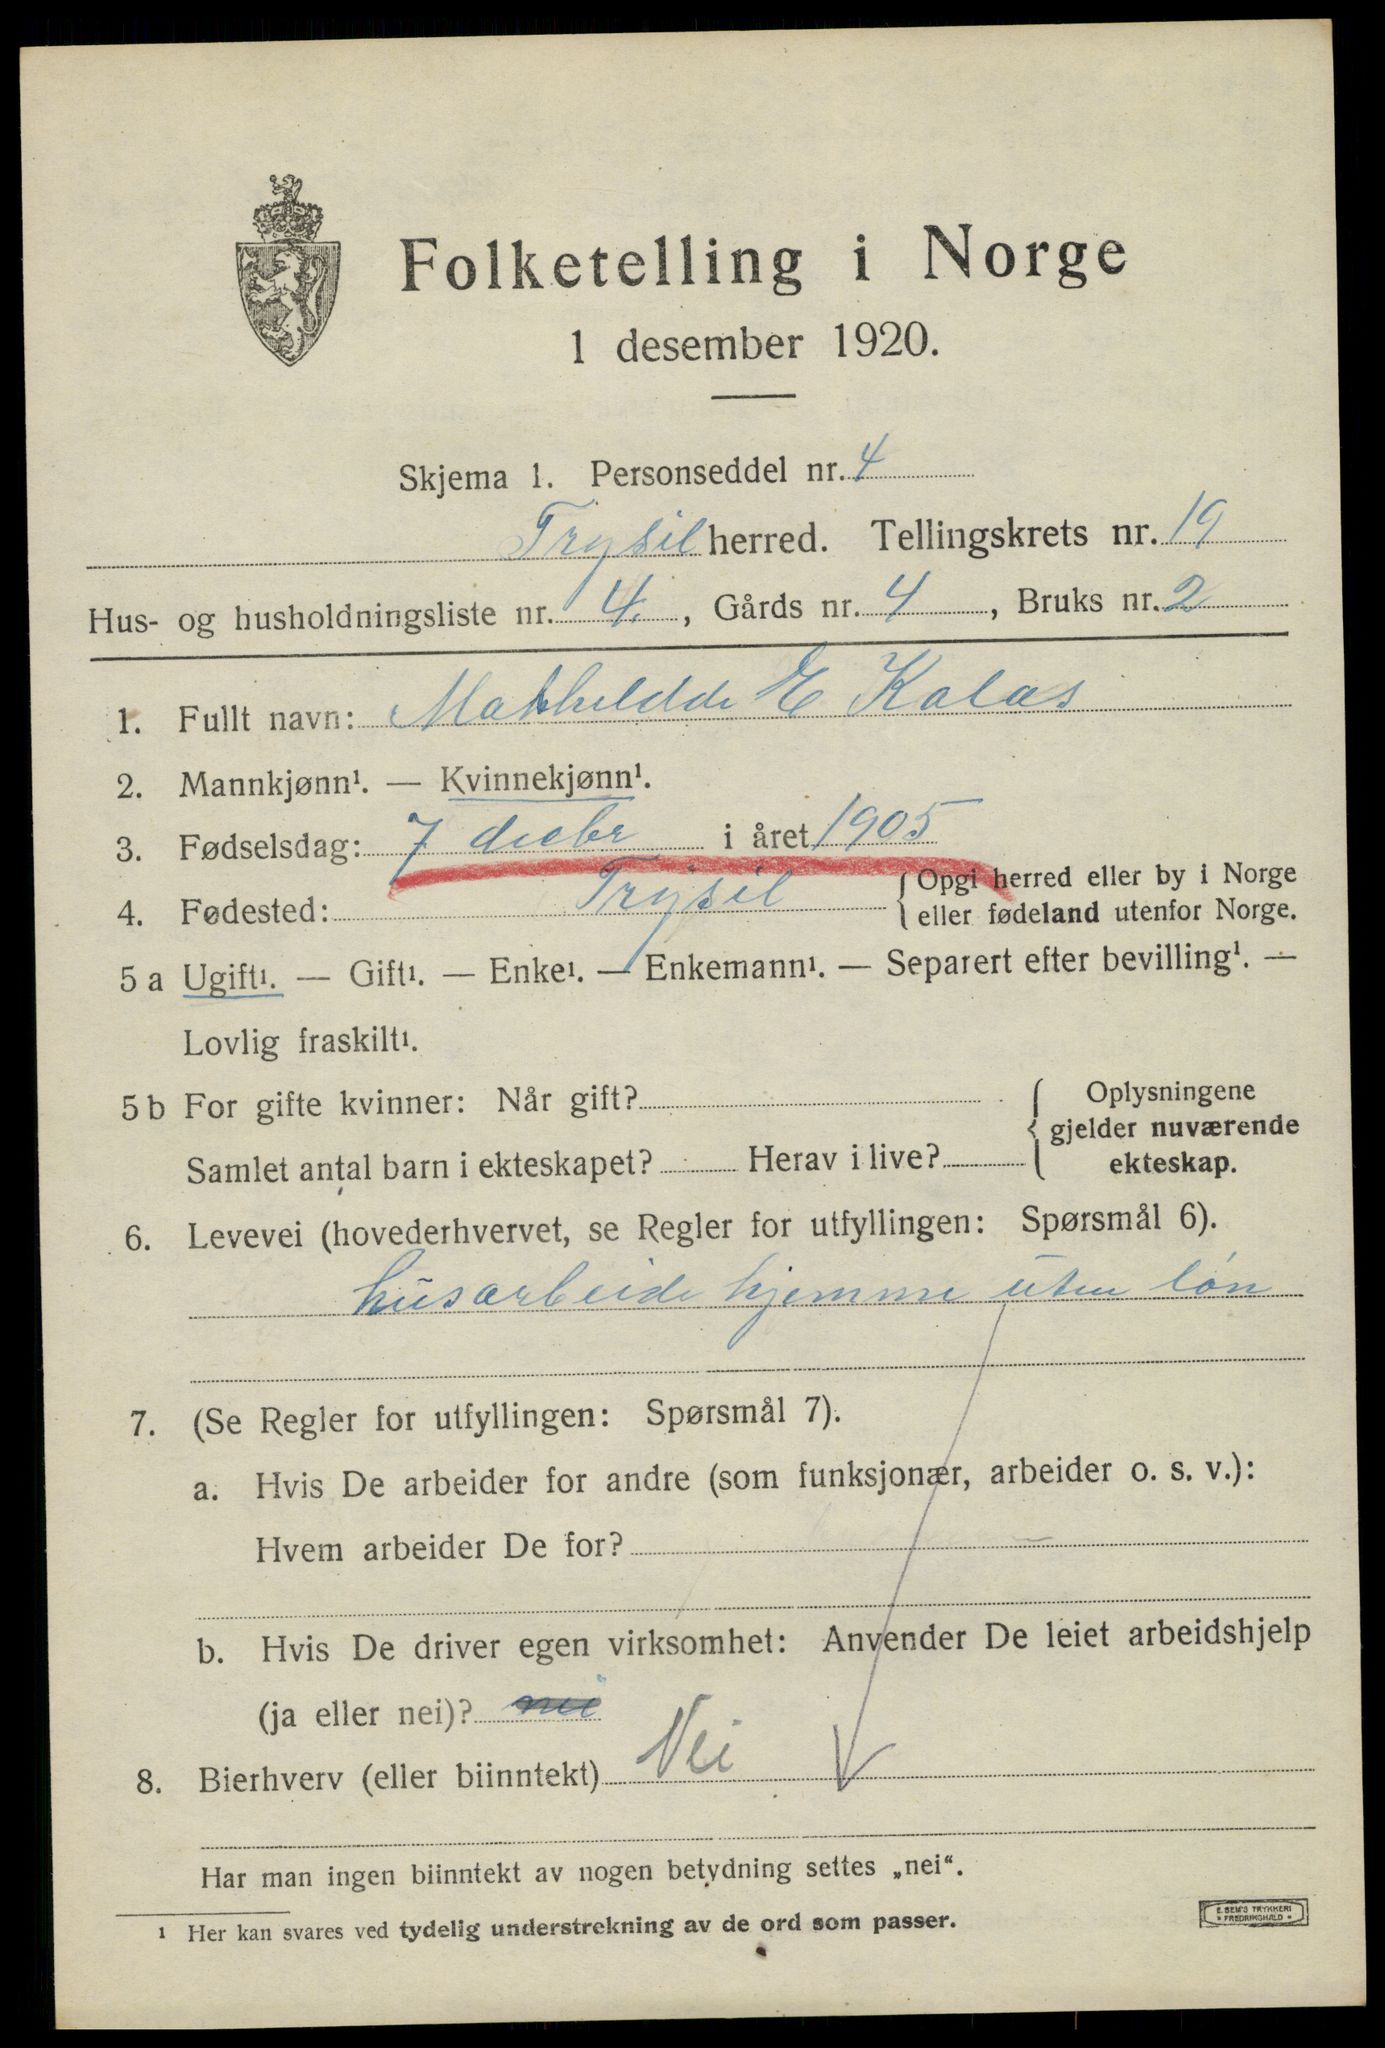 Folketelling i Norge
1 desember 1920.
Skjema 1. Personseddel nr. 4
Trysil herred. Tellingskrets nr. 19
Hus- og husholdningsliste nr. 4., Gårds nr. 4, Bruks nr. 2
1. Fullt navn: Mathheldde E Kolas
2. Mannkjønn¹. — Kvinnekjønn¹.
3. Fødselsdag: 7 decbr i året 1905
4. Fødested: Trysil { Opgi herred eller by i Norge
eller fødeland utenfor Norge.
5 a Ugift¹. — Gift¹. — Enke¹. — Enkemann¹. — Separert efter bevilling¹. —
Lovlig fraskilt¹.
5 b For gifte kvinner: Når gift? { Oplysningene
gjelder nuværende
Samlet antal barn i ekteskapet? Herav i live? ekteskap.
6. Levevei (hovederhvervet, se Regler for utfyllingen: Spørsmål 6).
husarbeide hjemme uten løn
7. (Se Regler for utfyllingen: Spørsmål 7).
a. Hvis De arbeider for andre (som funksjonær, arbeider o. s. v.):
Hvem arbeider De for?
b. Hvis De driver egen virksomhet: Anvender De leiet arbeidshjelp
(ja eller nei)? nei
8. Bierhverv (eller biinntekt) Nei
Har man ingen biinntekt av nogen betydning settes „nei“.
¹ Her kan svares ved tydelig understrekning av de ord som passer.
E. SEM'S TRYKKERI
* FREDRIKSHALD *